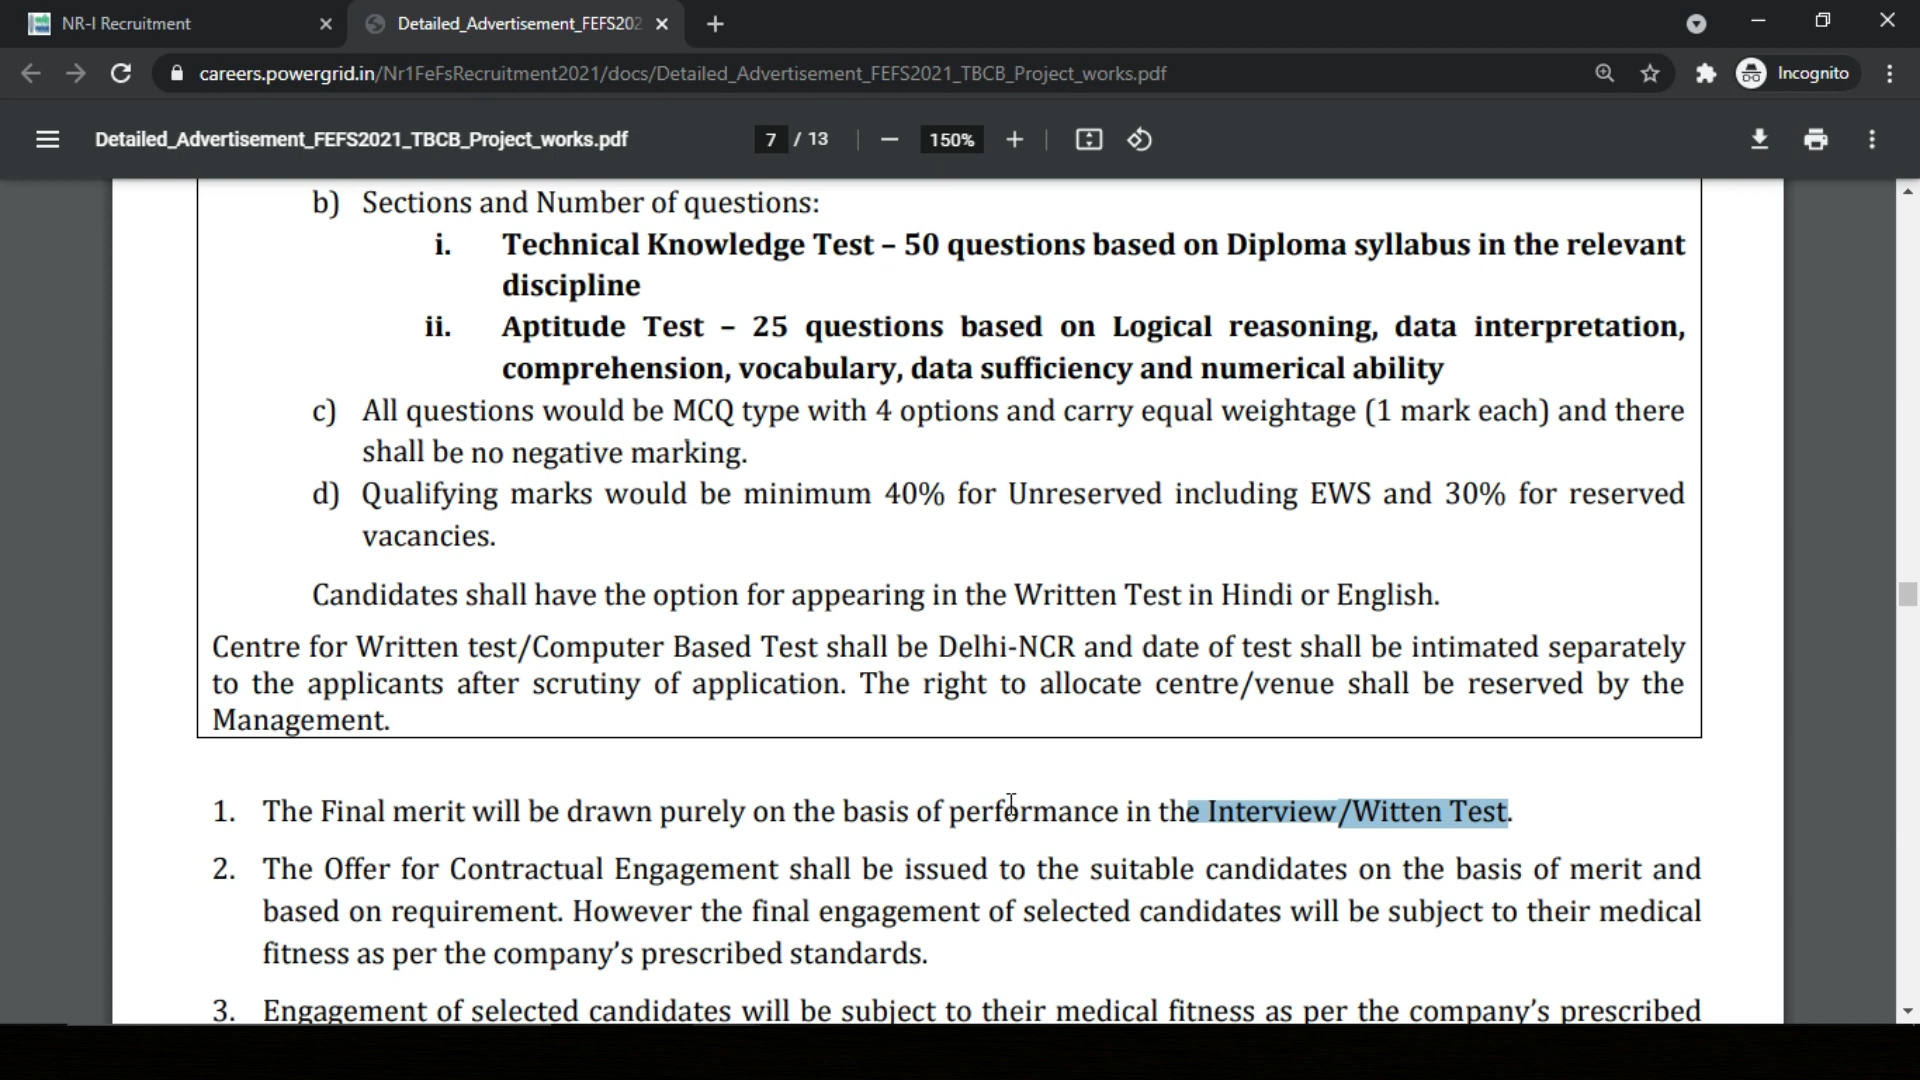 NR-I Recruitment
Detailed_Advertisement_FEFS202
careers.powergrid.in/Nr1FeFsRecruitment2021/docs/Detailed_Advertisement_FEFS2021_TBCB_Project_works.pdf
Incognito
Detailed_Advertisement_FEFS2021_TBCB_Project_works.pdf
7 / 13
150%
b) Sections and Number of questions:
i. Technical Knowledge Test – 50 questions based on Diploma syllabus in the relevant
discipline
ii. Aptitude Test – 25 questions based on Logical reasoning, data interpretation,
comprehension, vocabulary, data sufficiency and numerical ability
c) All questions would be MCQ type with 4 options and carry equal weightage (1 mark each) and there
shall be no negative marking.
d) Qualifying marks would be minimum 40% for Unreserved including EWS and 30% for reserved
vacancies.
Candidates shall have the option for appearing in the Written Test in Hindi or English.
Centre for Written test/Computer Based Test shall be Delhi-NCR and date of test shall be intimated separately
to the applicants after scrutiny of application. The right to allocate centre/venue shall be reserved by the
Management.
1. The Final merit will be drawn purely on the basis of performance in the Interview/Witten Test.
2. The Offer for Contractual Engagement shall be issued to the suitable candidates on the basis of merit and
based on requirement. However the final engagement of selected candidates will be subject to their medical
fitness as per the company’s prescribed standards.
3. Engagement of selected candidates will be subject to their medical fitness as per the company’s prescribed